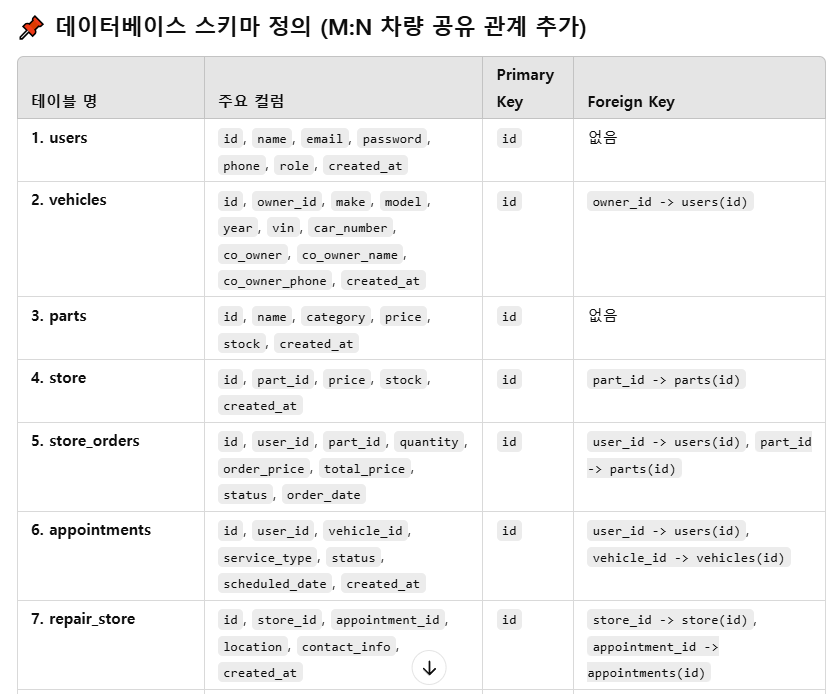 📌 데이터베이스 스키마 정의 (M:N 차량 공유 관계 추가)
테이블 명 주요 컬럼 Primary Key Foreign Key
1. users id, name, email, password, id 없음
phone, role, created_at
2. vehicles id, owner_id, make, model, id owner_id -> users(id)
year, vin, car_number,
co_owner, co_owner_name,
co_owner_phone, created_at
3. parts id, name, category, price, id 없음
stock, created_at
4. store id, part_id, price, stock, id part_id -> parts(id)
created_at
5. store_orders id, user_id, part_id, quantity, id user_id -> users(id), part_id
order_price, total_price, -> parts(id)
status, order_date
6. appointments id, user_id, vehicle_id, id user_id -> users(id),
service_type, status, vehicle_id -> vehicles(id)
scheduled_date, created_at
7. repair_store id, store_id, appointment_id, id store_id -> store(id),
location, contact_info, appointment_id ->
created_at appointments(id)